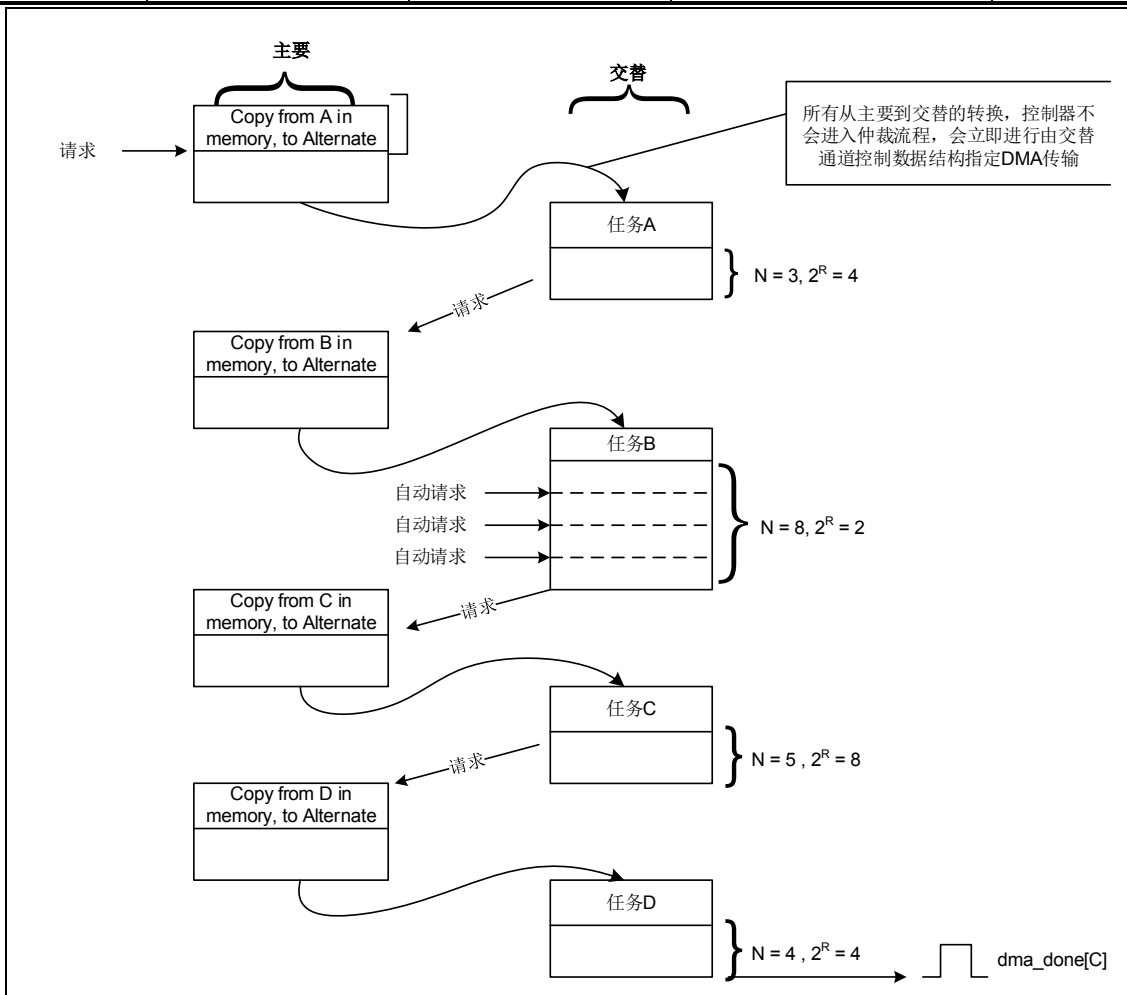 主要
交替
Copy from A in
memory, to Alternate
请求
所有从主要到交替的转换，控制器不
会进入仲裁流程，会立即进行由交替
通道控制数据结构指定DMA传输
任务A
N = 3, 2^R = 4
请求
Copy from B in
memory, to Alternate
任务B
自动请求
自动请求
自动请求
N = 8, 2^R = 2
请求
Copy from C in
memory, to Alternate
任务C
N = 5 , 2^R = 8
请求
Copy from D in
memory, to Alternate
任务D
N = 4 , 2^R = 4
dma_done[C]